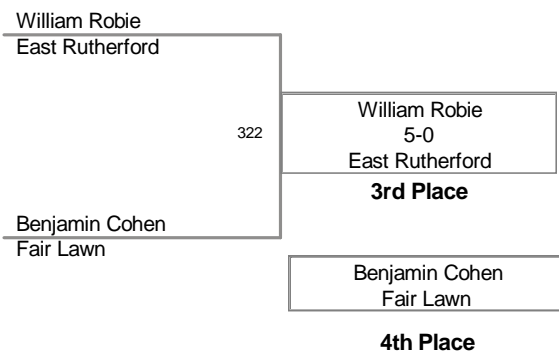 William Robie
East Rutherford
322
William Robie
5-0
East Rutherford
3rd Place
Benjamin Cohen
Fair Lawn
Benjamin Cohen
Fair Lawn
4th Place